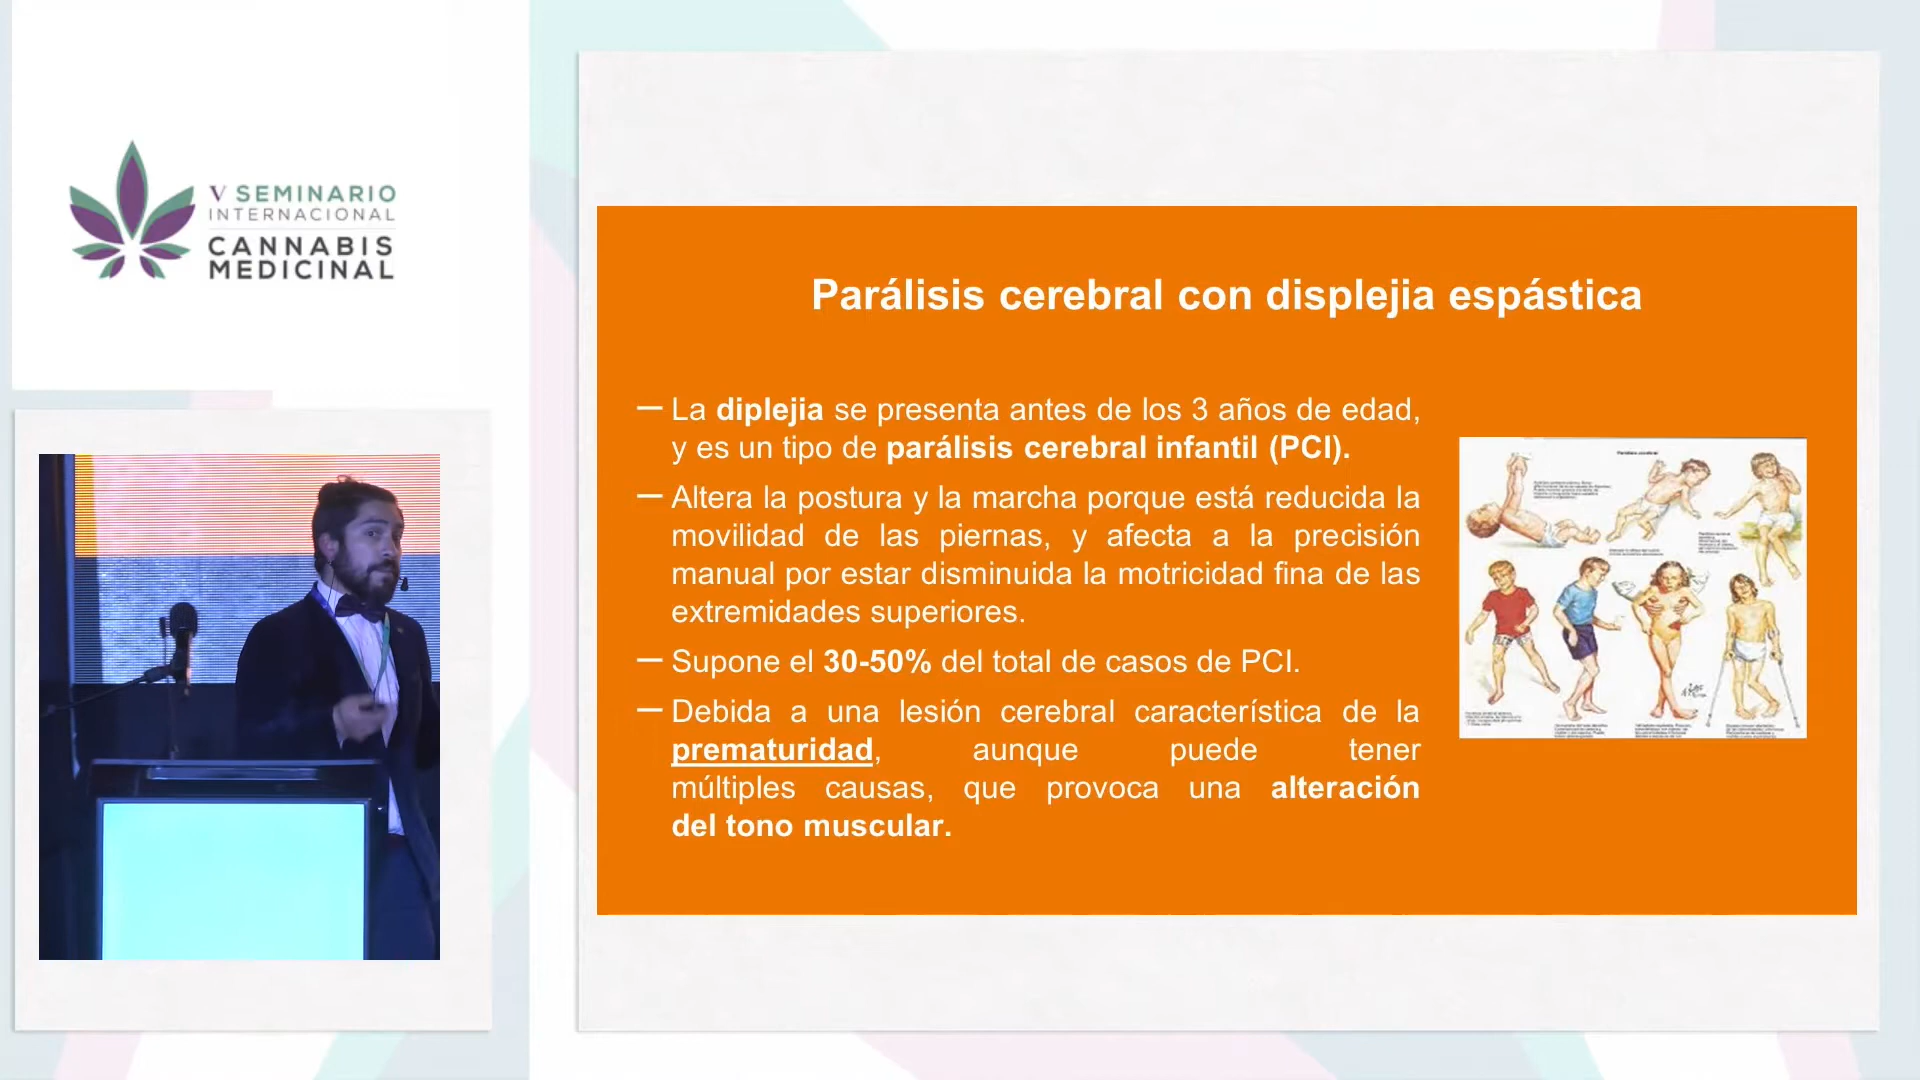 V SEMINARIO
INTERNACIONAL
CANNABIS
MEDICINAL
Parálisis cerebral con displejia espástica
— La diplejia se presenta antes de los 3 años de edad,
y es un tipo de parálisis cerebral infantil (PCI).
— Altera la postura y la marcha porque está reducida la
movilidad de las piernas, y afecta a la precisión
manual por estar disminuida la motricidad fina de las
extremidades superiores.
— Supone el 30-50% del total de casos de PCI.
— Debida a una lesión cerebral característica de la
prematuridad, aunque puede tener
múltiples causas, que provoca una alteración
del tono muscular.
Parálisis cerebral